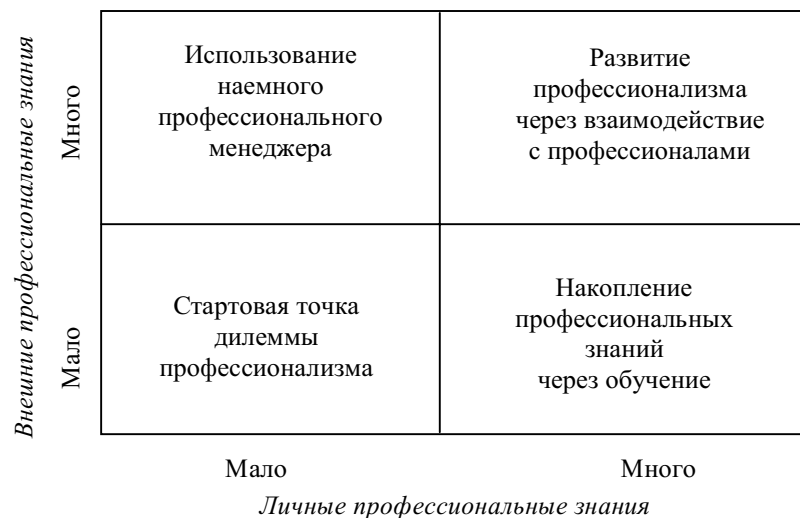 Внешние профессиональные знания
Много
Использование
наемного
профессионального
менеджера
Развитие
профессионализма
через взаимодействие
с профессионалами
Мало
Стартовая точка
дилеммы
профессионализма
Накопление
профессиональных
знаний
через обучение
Мало
Много
Личные профессиональные знания